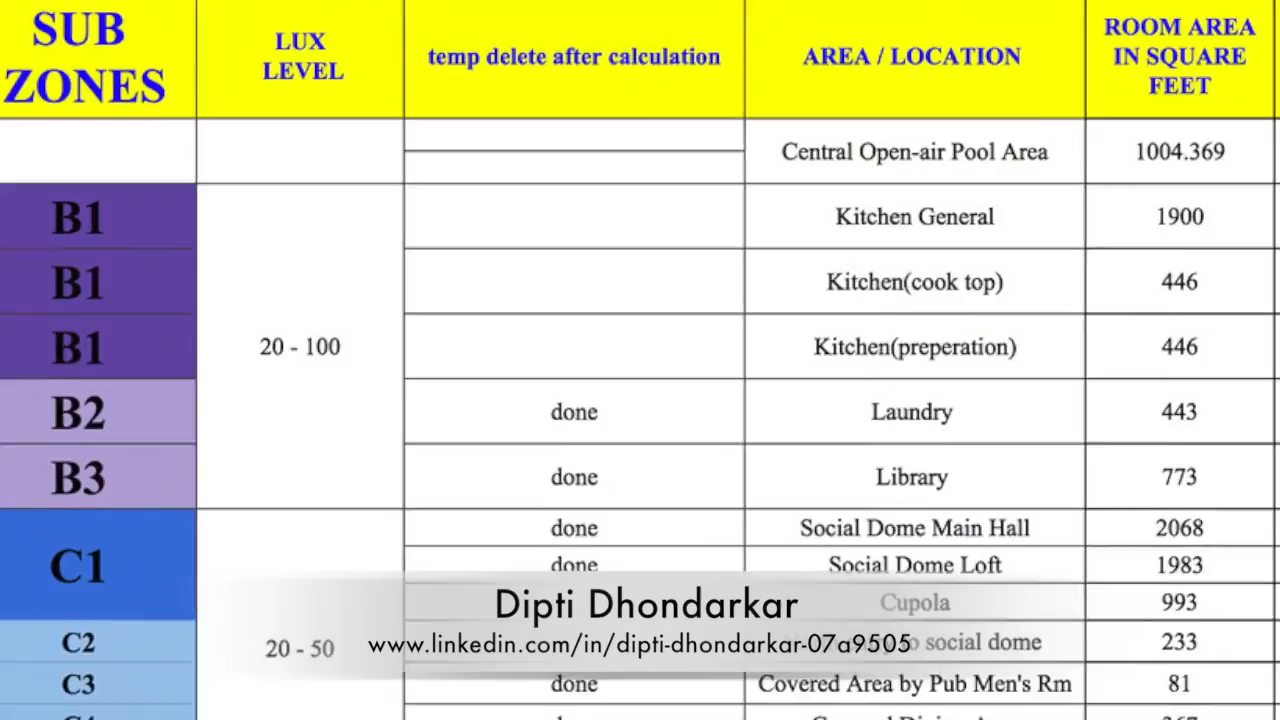 SUB ZONES
LUX LEVEL
temp delete after calculation
AREA / LOCATION
ROOM AREA IN SQUARE FEET
Central Open-air Pool Area 1004.369
B1 Kitchen General 1900
B1 Kitchen(cook top) 446
B1 20 - 100 Kitchen(preperation) 446
B2 done Laundry 443
B3 done Library 773
C1 done Social Dome Main Hall 2068
done Social Dome Loft 1983
Cupola 993
Dipti Dhondarkar
C2 20 - 50 social dome 233
www.linkedin.com/in/dipti-dhondarkar-07a9505
C3 done Covered Area by Pub Men's Rm 81